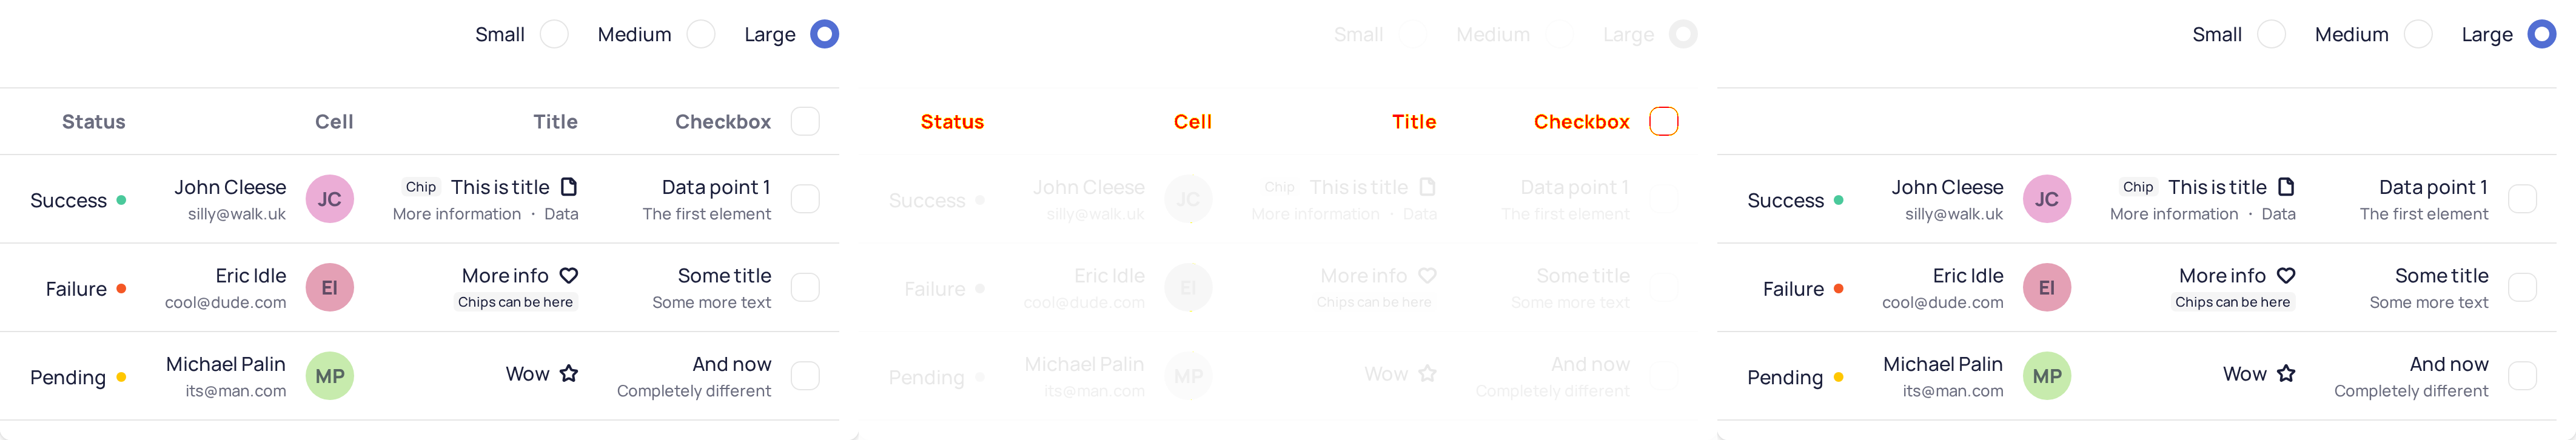 Small Medium Large
Status Cell Title Checkbox
Success John Cleese JC Chip This is title Data point 1
silly@walk.uk More information · Data The first element
Failure Eric Idle EI More info Some title
cool@dude.com Chips can be here Some more text
Pending Michael Palin MP Wow And now
its@man.com Completely different
Small Medium Large
Status Cell Title Checkbox
Success John Cleese JC Chip This is title Data point 1
silly@walk.uk More information · Data The first element
Failure Eric Idle EI More info Some title
cool@dude.com Chips can be here Some more text
Pending Michael Palin MP Wow And now
its@man.com Completely different
Small Medium Large
Success John Cleese JC Chip This is title Data point 1
silly@walk.uk More information · Data The first element
Failure Eric Idle EI More info Some title
cool@dude.com Chips can be here Some more text
Pending Michael Palin MP Wow And now
its@man.com Completely different